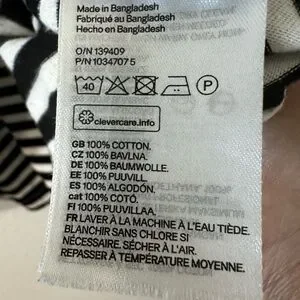 Made in Bangladesh
Fabriqué au Bangladesh
Hecho en Bangladesh
O/N 139409
P/N 10347075
40
P
clevercare.info
GB 100% COTTON.
CZ 100% BAVLNA.
DE 100% BAUMWOLLE.
EE 100% PUUVILL.
ES 100% ALGODÓN.
cat 100% COTÓ.
FI 100% PUUVILLAA.
FR LAVER À LA MACHINE À L'EAU TIÈDE.
BLANCHIR SANS CHLORE SI
NÉCESSAIRE. SÉCHER À L'AIR.
REPASSER À TEMPÉRATURE MOYENNE.